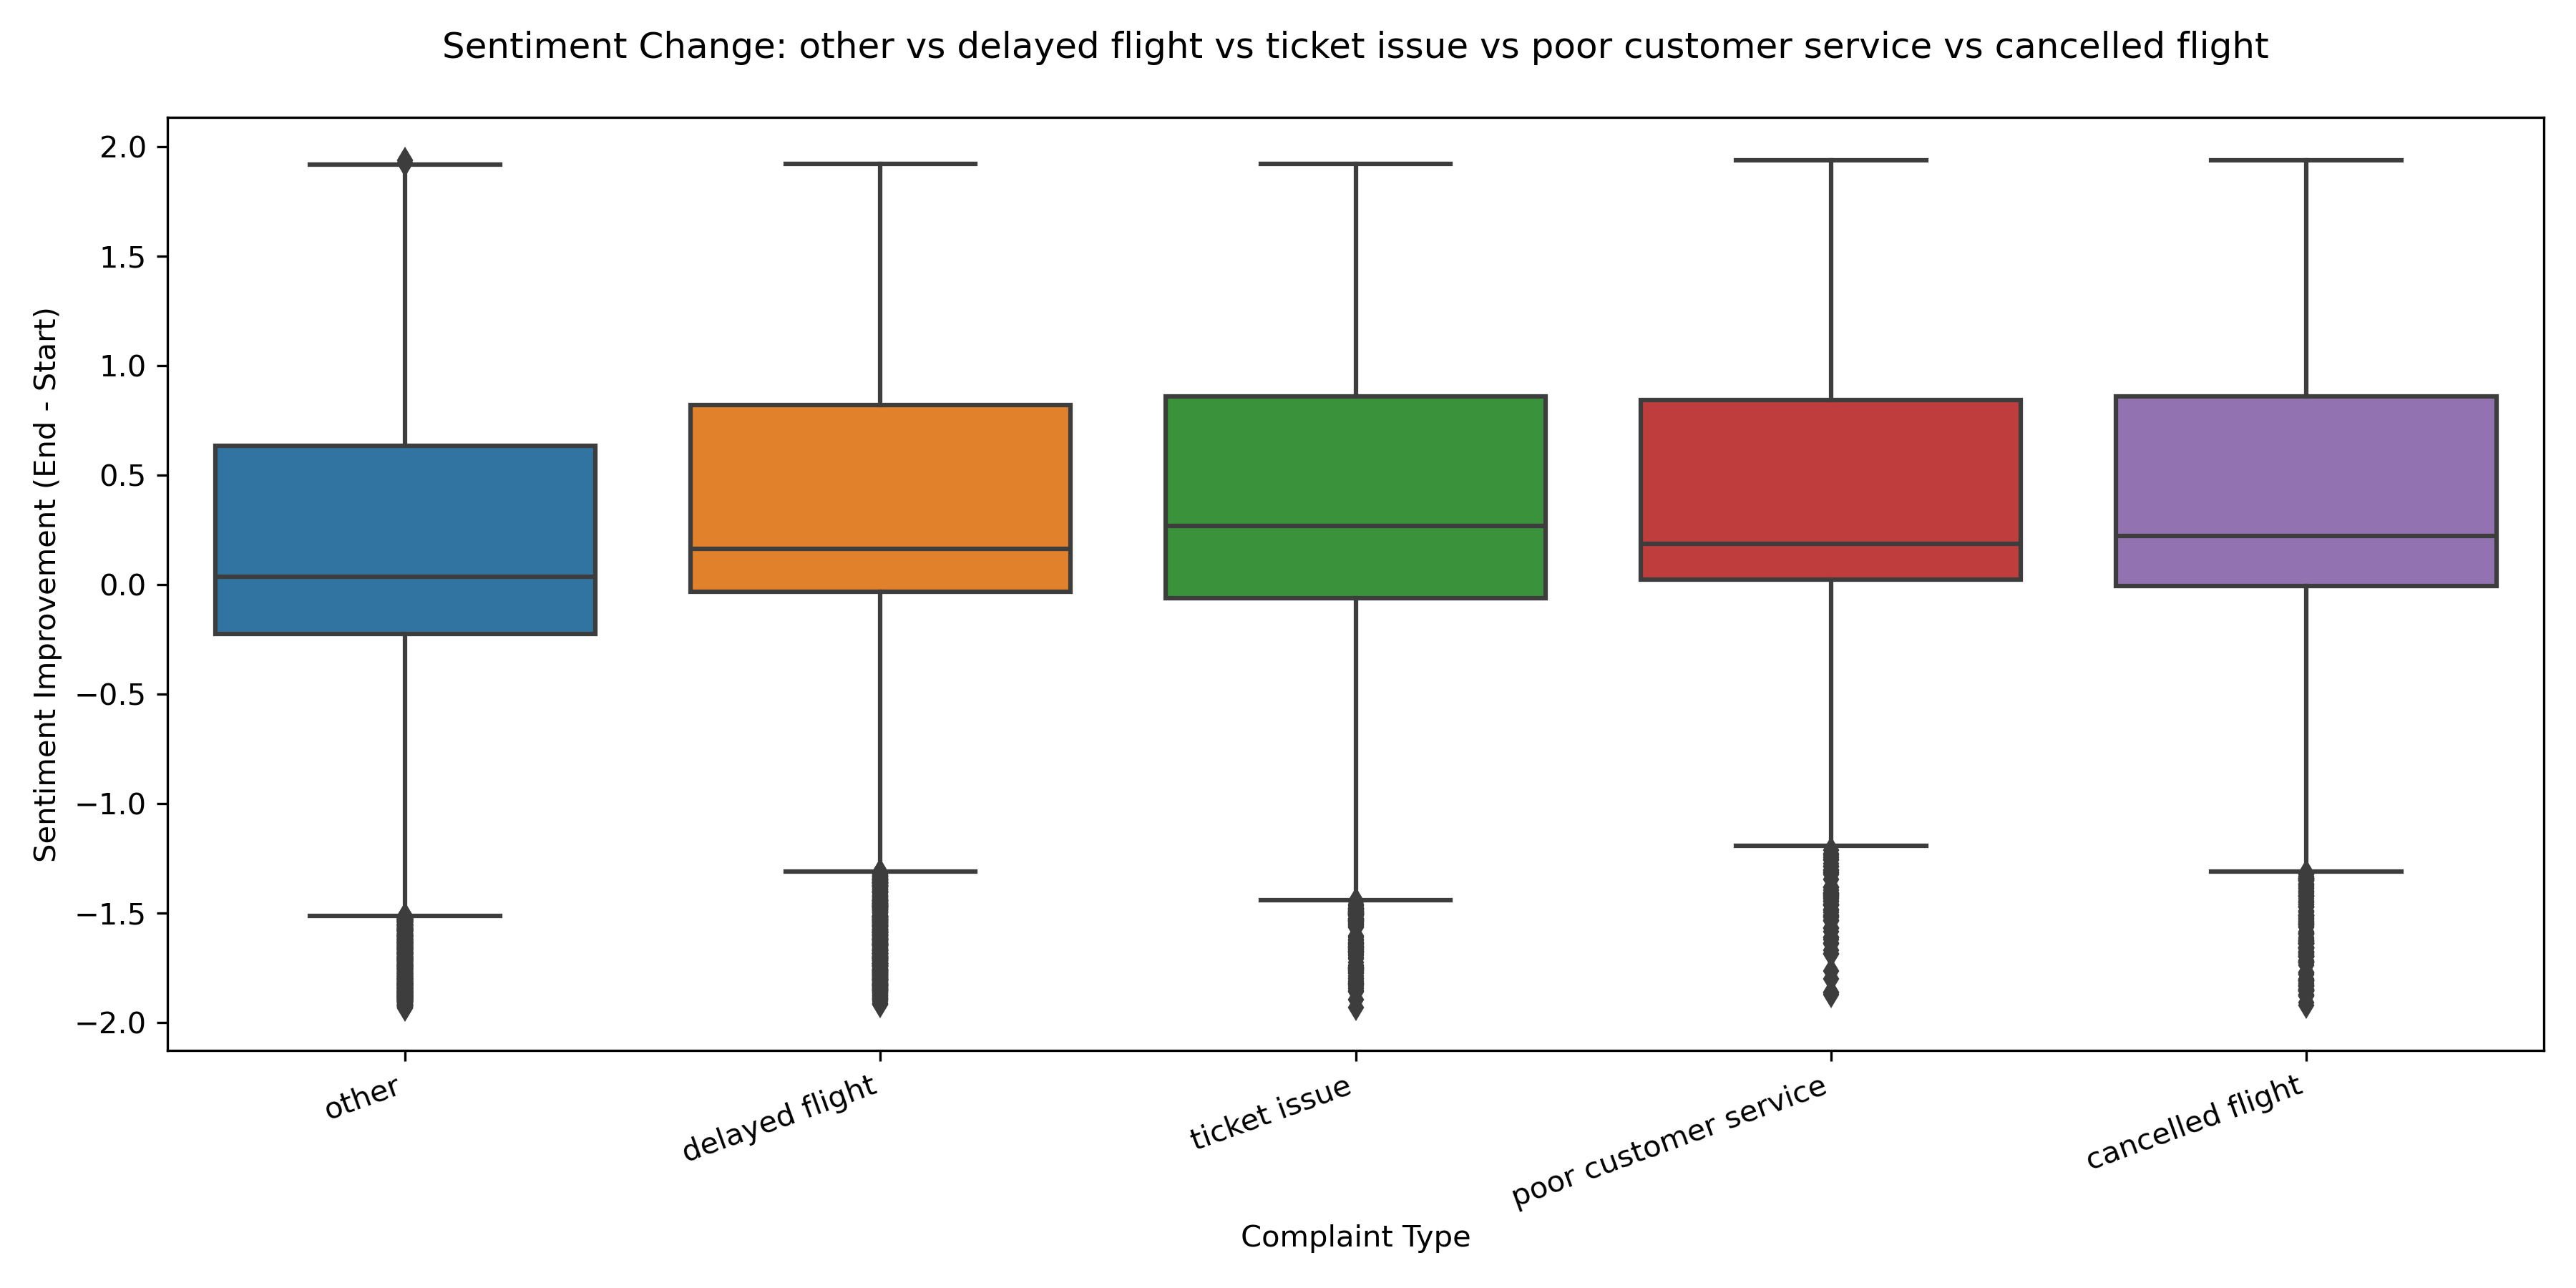 Sentiment Change: other vs delayed flight vs ticket issue vs poor customer service vs cancelled flight
Sentiment Improvement (End - Start)
2.0
1.5
1.0
0.5
0.0
−0.5
−1.0
−1.5
−2.0
other
delayed flight
ticket issue
poor customer service
cancelled flight
Complaint Type